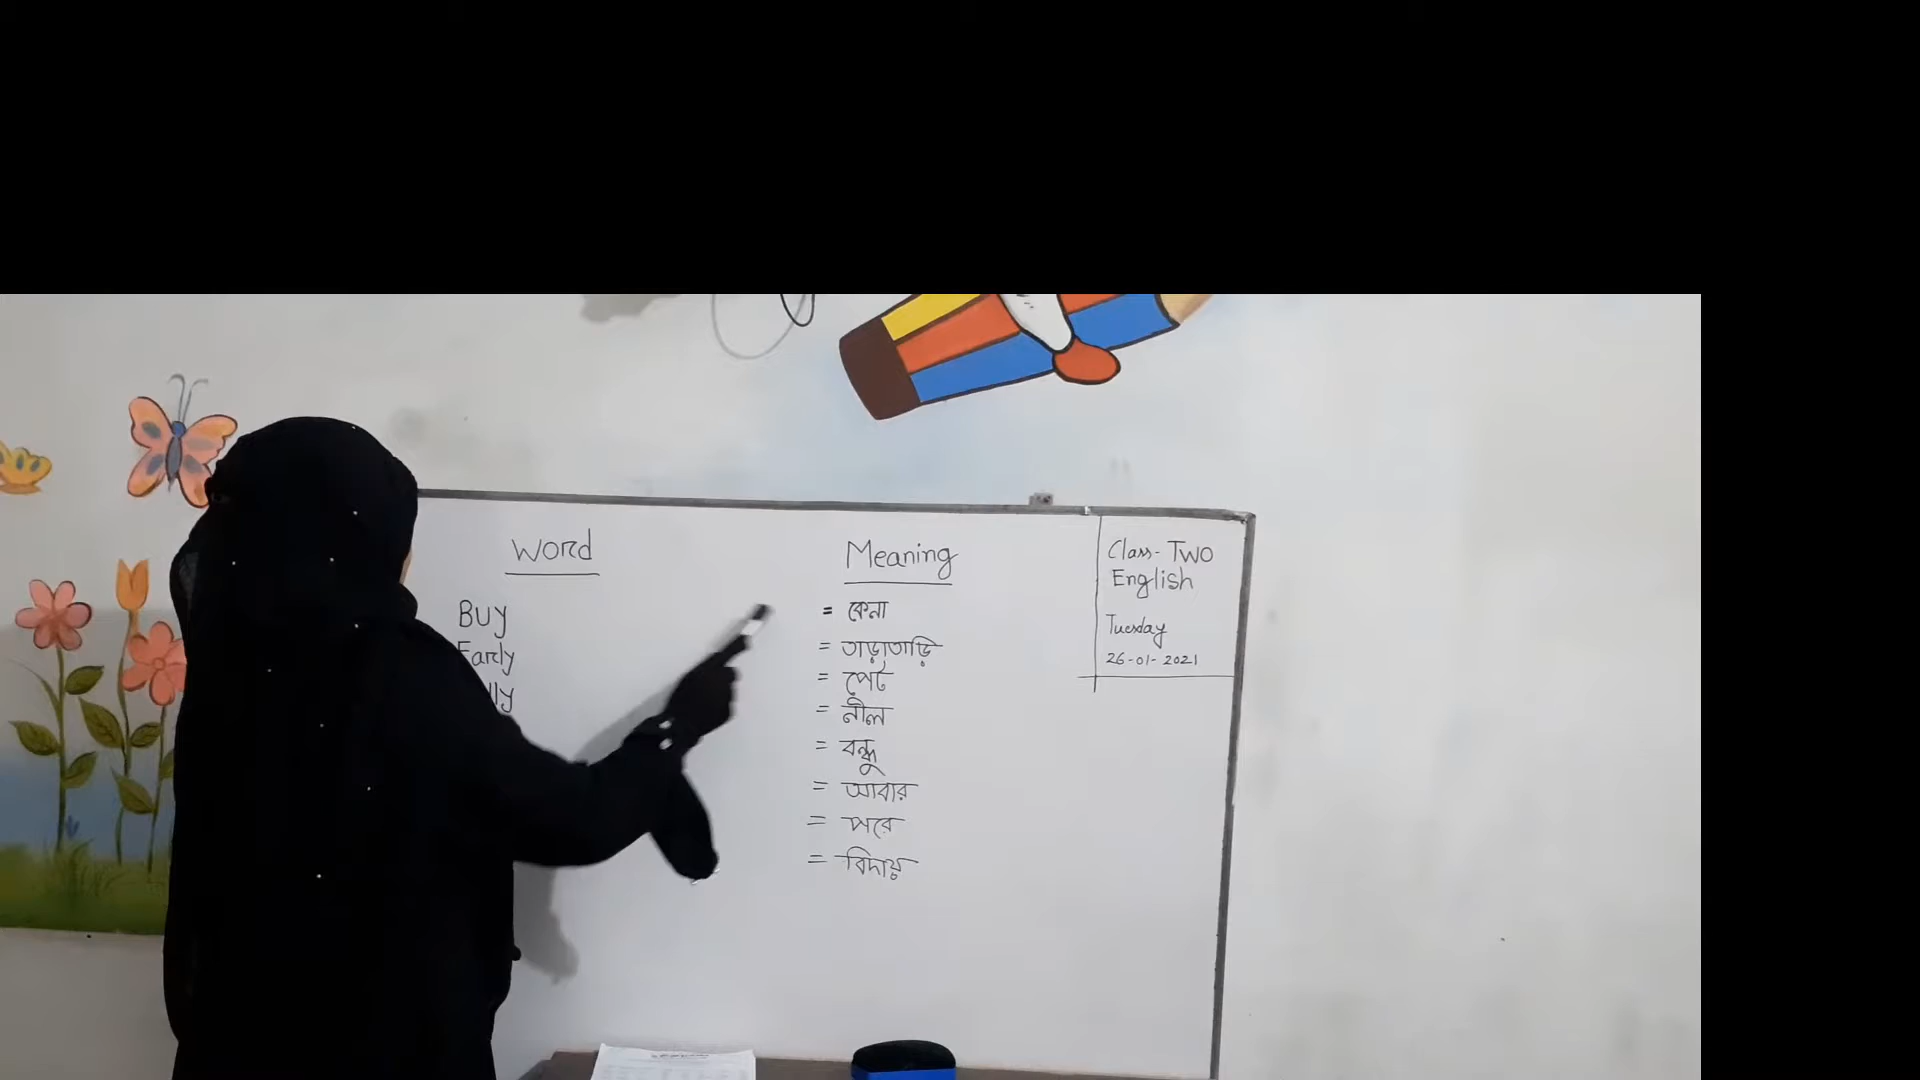 Word
Meaning
Buy = কেনা
Early = তাড়াতাড়ি
= পেট
= নীল
= বন্ধু
= আবার
= পরে
= বিদায়
Class- Two
English
Tuesday
26-01-2021